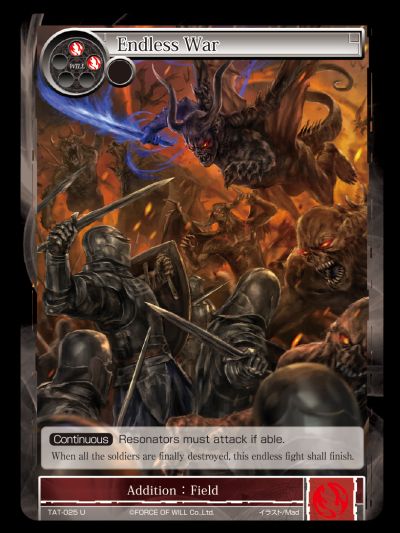 Endless War
WILL
Continuous Resonators must attack if able.
When all the soldiers are finally destroyed, this endless fight shall finish.
Addition : Field
TAT-025 U ©FORCE OF WILL Co.,Ltd. イラスト/Mad